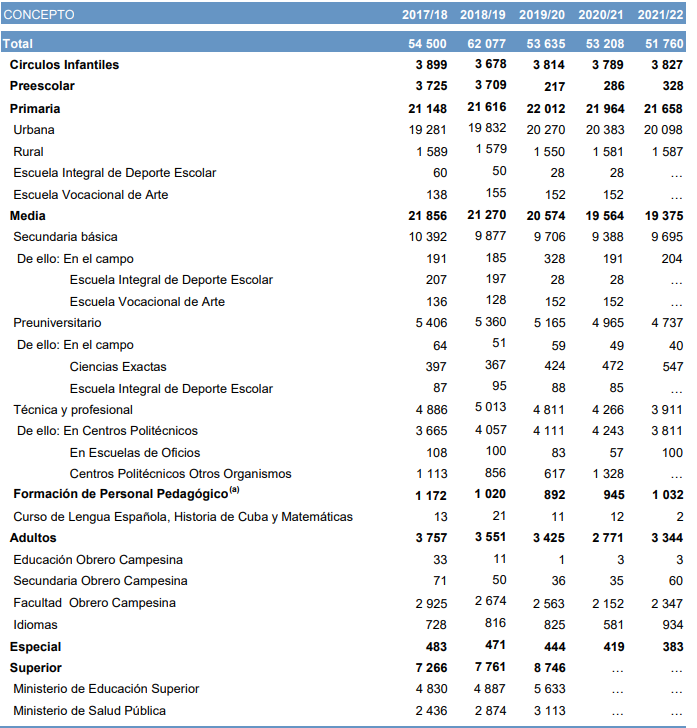 CONCEPTO 2017/18 2018/19 2019/20 2020/21 2021/22
Total 54 500 62 077 53 635 53 208 51 760
Circulos Infantiles 3 899 3 678 3 814 3 789 3 827
Preescolar 3 725 3 709 217 286 328
Primaria 21 148 21 616 22 012 21 964 21 658
Urbana 19 281 19 832 20 270 20 383 20 098
Rural 1 589 1 579 1 550 1 581 1 587
Escuela Integral de Deporte Escolar 60 50 28 28 …
Escuela Vocacional de Arte 138 155 152 152 …
Media 21 856 21 270 20 574 19 564 19 375
Secundaria básica 10 392 9 877 9 706 9 388 9 695
De ello: En el campo 191 185 328 191 204
Escuela Integral de Deporte Escolar 207 197 28 28 …
Escuela Vocacional de Arte 136 128 152 152 …
Preuniversitario 5 406 5 360 5 165 4 965 4 737
De ello: En el campo 64 51 59 49 40
Ciencias Exactas 397 367 424 472 547
Escuela Integral de Deporte Escolar 87 95 88 85 …
Técnica y profesional 4 886 5 013 4 811 4 266 3 911
De ello: En Centros Politécnicos 3 665 4 057 4 111 4 243 3 811
En Escuelas de Oficios 108 100 83 57 100
Centros Politécnicos Otros Organismos 1 113 856 617 1 328 …
Formación de Personal Pedagógico(a) 1 172 1 020 892 945 1 032
Curso de Lengua Española, Historia de Cuba y Matemáticas 13 21 11 12 2
Adultos 3 757 3 551 3 425 2 771 3 344
Educación Obrero Campesina 33 11 1 3 3
Secundaria Obrero Campesina 71 50 36 35 60
Facultad Obrero Campesina 2 925 2 674 2 563 2 152 2 347
Idiomas 728 816 825 581 934
Especial 483 471 444 419 383
Superior 7 266 7 761 8 746 … …
Ministerio de Educación Superior 4 830 4 887 5 633 … …
Ministerio de Salud Pública 2 436 2 874 3 113 … …